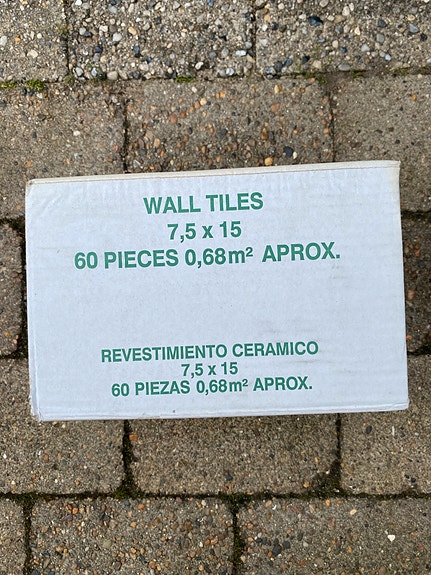 WALL TILES
7,5 x 15
60 PIECES 0,68m² APROX.
REVESTIMIENTO CERAMICO
7,5 x 15
60 PIEZAS 0,68m² APROX.